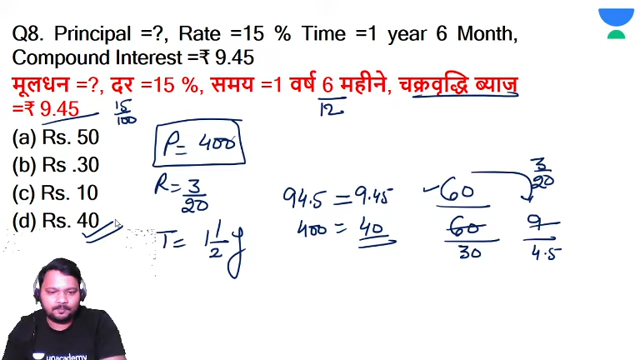 Q8. Principal =?, Rate =15 % Time =1 year 6 Month,
Compound Interest =₹ 9.45
मूलधन =?, दर =15 %, समय =1 वर्ष 6 महीने, चक्रवृद्धि ब्याज
=₹ 9.45
15/100
12
(a) Rs. 50
(b) Rs .30
(c) Rs. 10
(d) Rs. 40
P = 400
R = 3/20
T = 1 1/2 y
94.5 = 9.45
400 = 40
60
3/20
60 9
30 4.5
unacademy